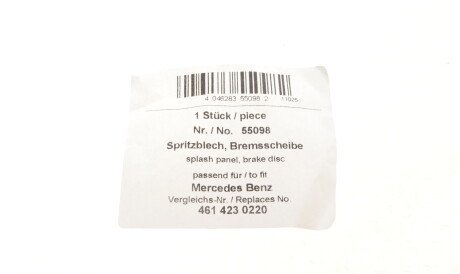 4 046283 55098 2 11025
1 Stück / piece
Nr. / No. 55098
Spritzblech, Bremsscheibe
splash panel, brake disc
passend für / to fit
Mercedes Benz
Vergleichs-Nr. / Replaces No.
461 423 0220